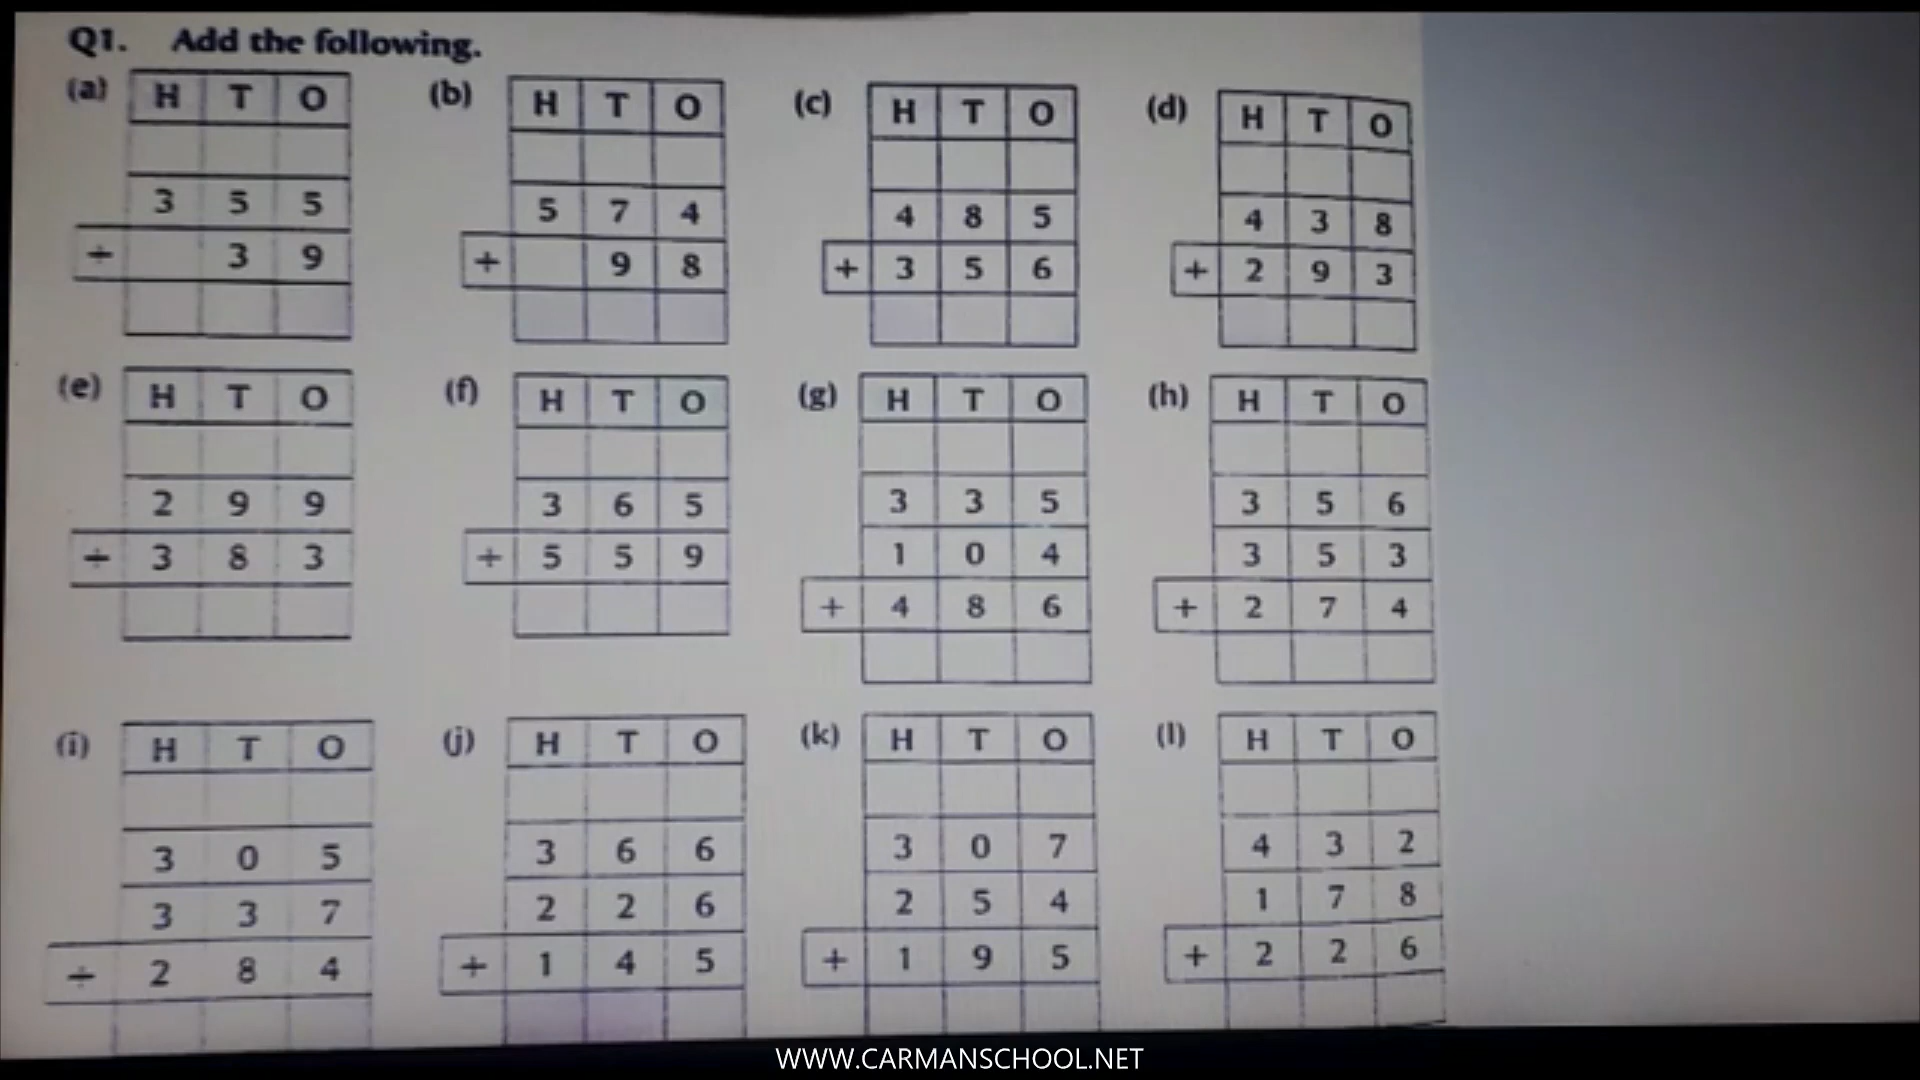 Q1. Add the following.
(a) H T O (b) H T O (c) H T O (d) H T O
3 5 5 5 7 4 4 8 5 4 3 8
+ 3 9 + 9 8 + 3 5 6 + 2 9 3
(e) H T O (f) H T O (g) H T O (h) H T O
2 9 9 3 6 5 3 3 5 3 5 6
+ 3 8 3 + 5 5 9 1 0 4 3 5 3
+ 4 8 6 + 2 7 4
(i) H T O (j) H T O (k) H T O (l) H T O
3 0 5 3 6 6 3 0 7 4 3 2
3 3 7 2 2 6 2 5 4 1 7 8
+ 2 8 4 + 1 4 5 + 1 9 5 + 2 2 6
WWW.CARMANSCHOOL.NET